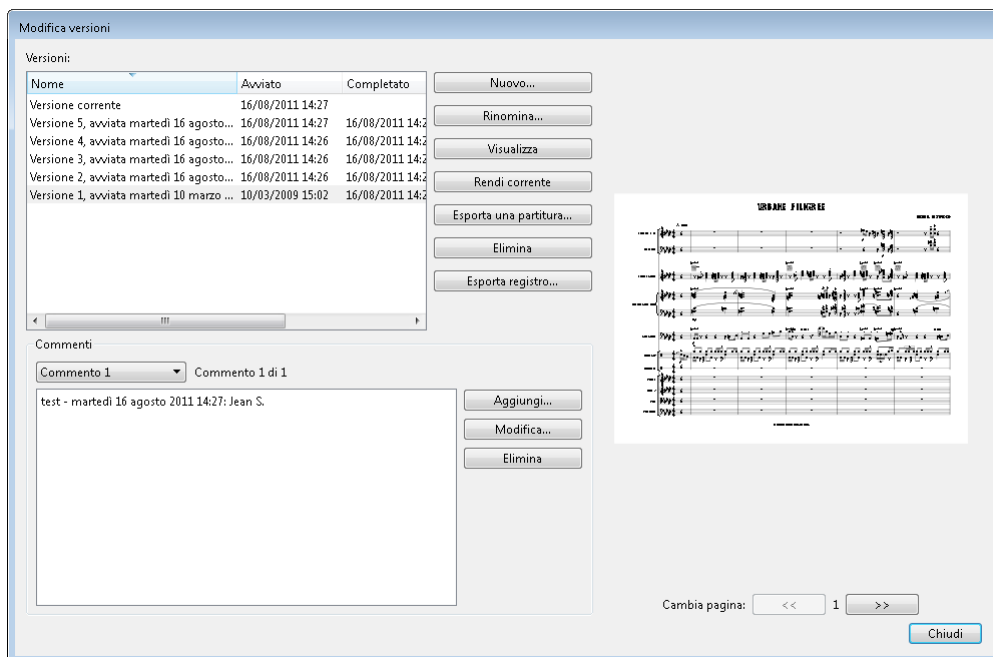 Modifica versioni
Versioni:
Nome Avviato Completato
Versione corrente 16/08/2011 14:27
Versione 5, avviata martedì 16 agosto... 16/08/2011 14:27 16/08/2011 14:2
Versione 4, avviata martedì 16 agosto... 16/08/2011 14:26 16/08/2011 14:2
Versione 3, avviata martedì 16 agosto... 16/08/2011 14:26 16/08/2011 14:2
Versione 2, avviata martedì 16 agosto... 16/08/2011 14:26 16/08/2011 14:2
Versione 1, avviata martedì 10 marzo ... 10/03/2009 15:02 16/08/2011 14:2
Nuovo...
Rinomina...
Visualizza
Rendi corrente
Esporta una partitura...
Elimina
Esporta registro...
Commenti
Commento 1 Commento 1 di 1
test - martedì 16 agosto 2011 14:27: Jean S.
Aggiungi...
Modifica...
Elimina
Cambia pagina: << 1 >>
Chiudi